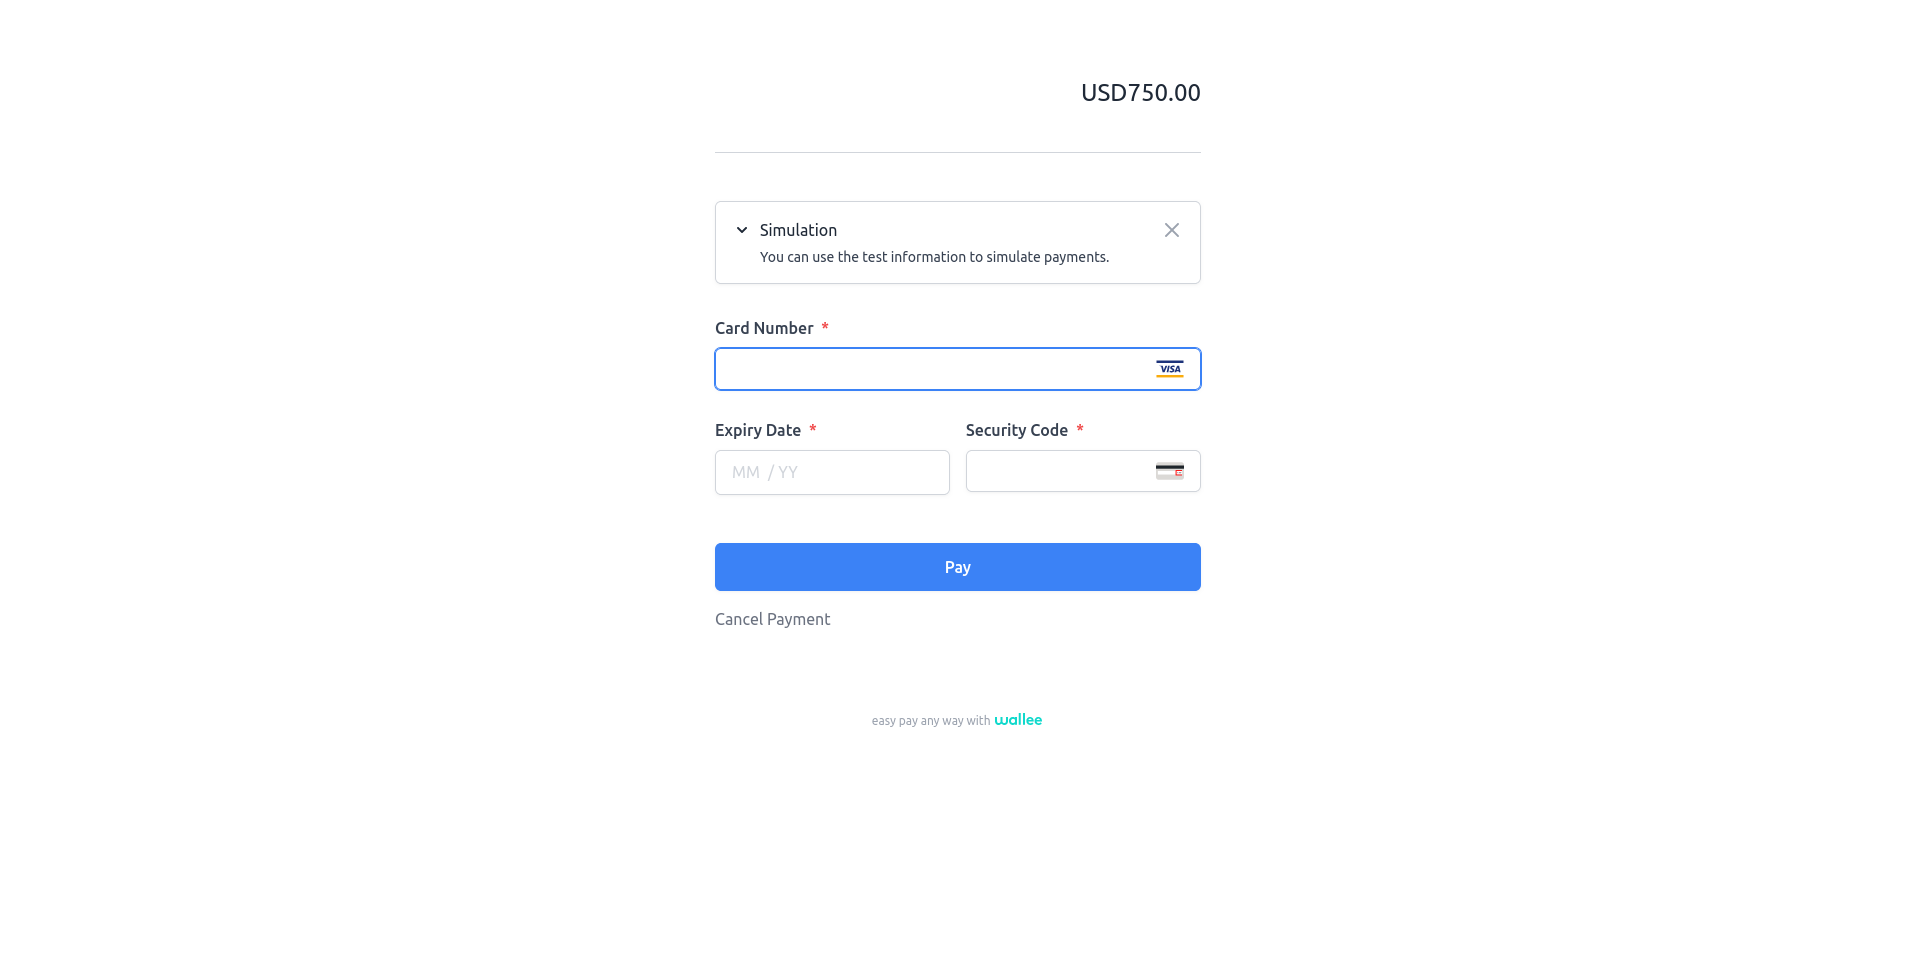 USD750.00
Simulation
You can use the test information to simulate payments.
Card Number *
VISA
Expiry Date * Security Code *
MM / YY
Pay
Cancel Payment
easy pay any way with wallee